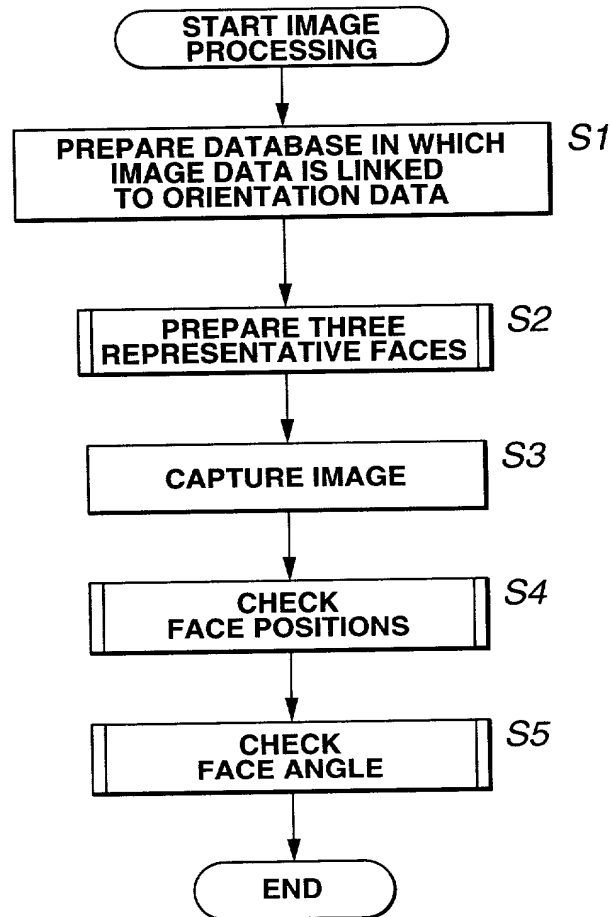 START IMAGE
PROCESSING
PREPARE DATABASE IN WHICH
IMAGE DATA IS LINKED
TO ORIENTATION DATA
S1
PREPARE THREE
REPRESENTATIVE FACES
S2
CAPTURE IMAGE
S3
CHECK
FACE POSITIONS
S4
CHECK
FACE ANGLE
S5
END